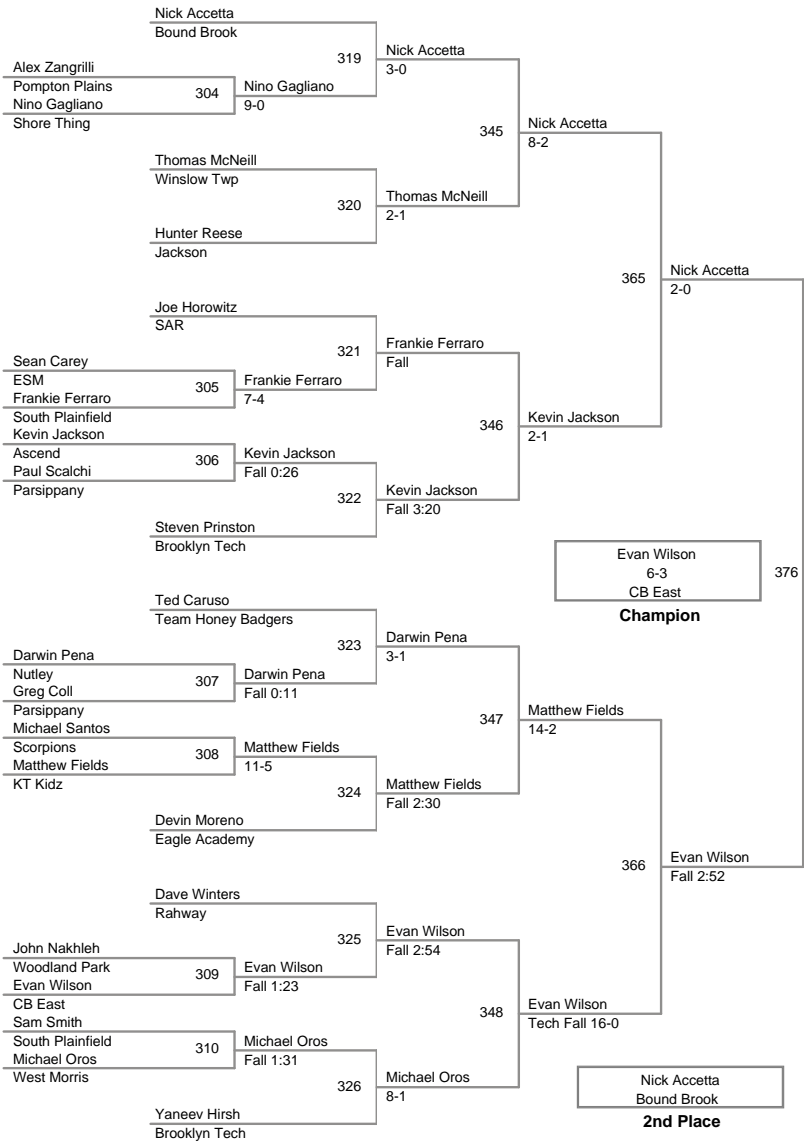 Nick Accetta
Bound Brook
319
Nick Accetta
3-0
Alex Zangrilli
Pompton Plains
304
Nino Gagliano
9-0
Nino Gagliano
Shore Thing
345
Nick Accetta
8-2
Thomas McNeill
Winslow Twp
320
Thomas McNeill
2-1
Hunter Reese
Jackson
365
Nick Accetta
2-0
Joe Horowitz
SAR
321
Frankie Ferraro
Fall
Sean Carey
ESM
305
Frankie Ferraro
7-4
Frankie Ferraro
South Plainfield
346
Kevin Jackson
2-1
Kevin Jackson
Ascend
306
Kevin Jackson
Fall 0:26
Paul Scalchi
Parsippany
322
Kevin Jackson
Fall 3:20
Steven Prinston
Brooklyn Tech
Evan Wilson
6-3
CB East
376
Champion
Ted Caruso
Team Honey Badgers
323
Darwin Pena
3-1
Darwin Pena
Nutley
307
Darwin Pena
Fall 0:11
Greg Coll
Parsippany
347
Matthew Fields
14-2
Michael Santos
Scorpions
308
Matthew Fields
11-5
Matthew Fields
KT Kidz
324
Matthew Fields
Fall 2:30
Devin Moreno
Eagle Academy
366
Evan Wilson
Fall 2:52
Dave Winters
Rahway
325
Evan Wilson
Fall 2:54
John Nakhleh
Woodland Park
309
Evan Wilson
Fall 1:23
Evan Wilson
CB East
348
Evan Wilson
Tech Fall 16-0
Sam Smith
South Plainfield
310
Michael Oros
Fall 1:31
Michael Oros
West Morris
326
Michael Oros
8-1
Yaneev Hirsh
Brooklyn Tech
Nick Accetta
Bound Brook
2nd Place